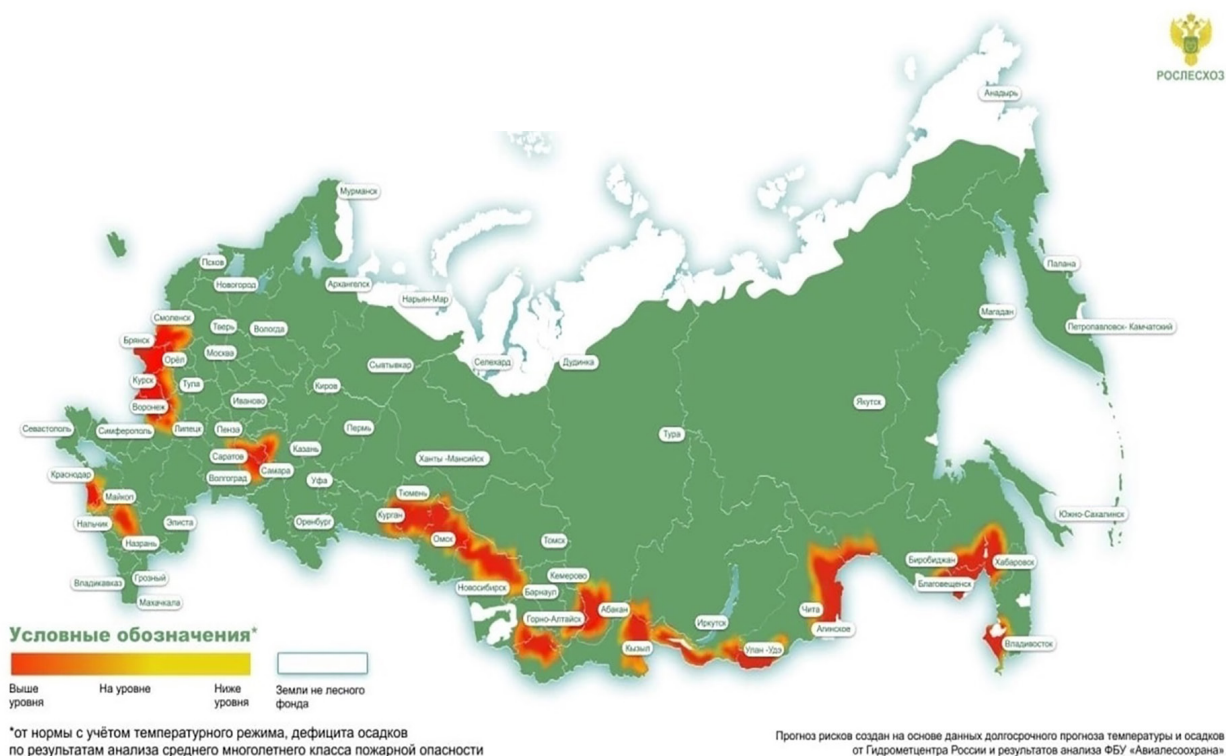 РОСЛЕСХОЗ
Анадырь
Мурманск
Псков
Новгород
Архангельск
Нарьян-Мар
Палана
Смоленск
Тверь
Вологда
Магадан
Петропавловск- Камчатский
Брянск
Орёл
Москва
Сывтывкар
Селехард
Дудинка
Курск
Тула
Киров
Иваново
Воронеж
Якутск
Севастополь
Симферополь
Липецк
Пенза
Пермь
Тура
Саратов
Казань
Ханты -Мансийск
Краснодар
Самара
Волгоград
Уфа
Майкоп
Тюмень
Курган
Нальчик
Элиста
Оренбург
Южно-Сахалинск
Назрань
Омск
Томск
Биробиджан
Хабаровск
Владикавказ
Грозный
Кемерово
Новосибирск
Барнаул
Благовещенск
Махачкала
Абакан
Горно-Алтайск
Иркутск
Чита
Агинское
Кызыл
Улан -Удэ
Владивосток
Условные обозначения*
Выше уровня
На уровне
Ниже уровня
Земли не лесного фонда
*от нормы с учётом температурного режима, дефицита осадков
по результатам анализа среднего многолетнего класса пожарной опасности
Прогноз рисков создан на основе данных долгосрочного прогноза температуры и осадков
от Гидрометцентра России и результатов анализа ФБУ «Авиалесоохрана»